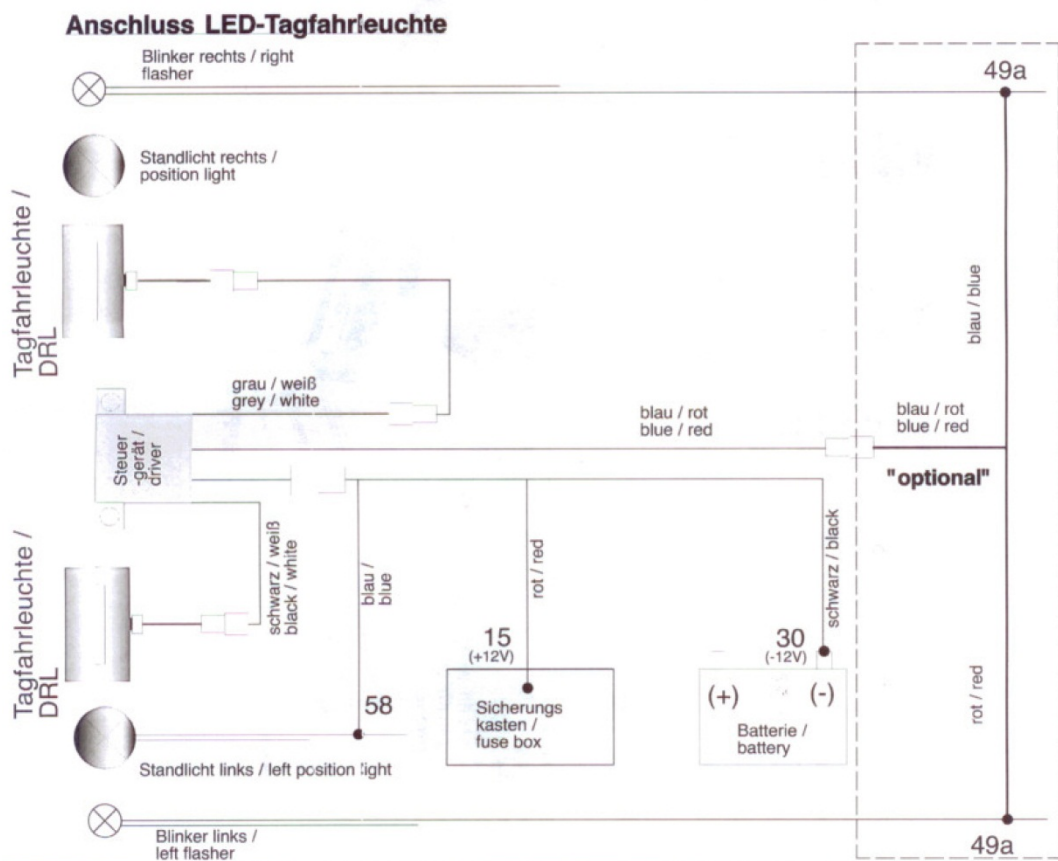 Anschluss LED-Tagfahrleuchte
Blinker rechts / right
flasher
49a
Standlicht rechts /
position light
Tagfahrleuchte /
DRL
blau / blue
grau / weiß
grey / white
blau / rot
blue / red
blau / rot
blue / red
"optional"
Steuer
-gerät /
driver
schwarz / weiß
black / white
blau /
blue
rot / red
schwarz / black
Tagfahrleuchte /
DRL
15
(+12V)
30
(-12V)
58
Sicherungs
kasten /
fuse box
(+) (-)
Batterie /
battery
rot / red
Standlicht links / left position light
Blinker links /
left flasher
49a